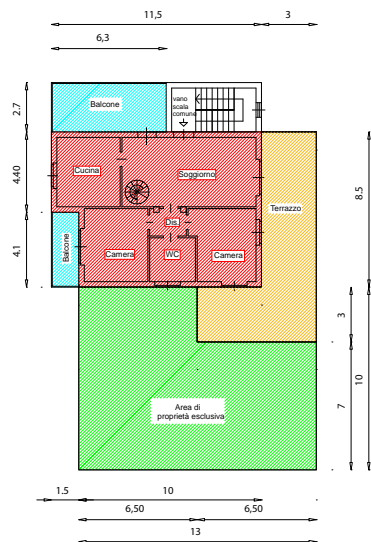 11,5
3
6,3
2.7
Balcone
vano
scala
comune
4.40
Cucina
Soggiorno
8.5
Terrazzo
Dis.
4.1
Balcone
Camera
WC
Camera
3
10
7
Area di
proprietà esclusiva
1.5
10
6,50
6,50
13